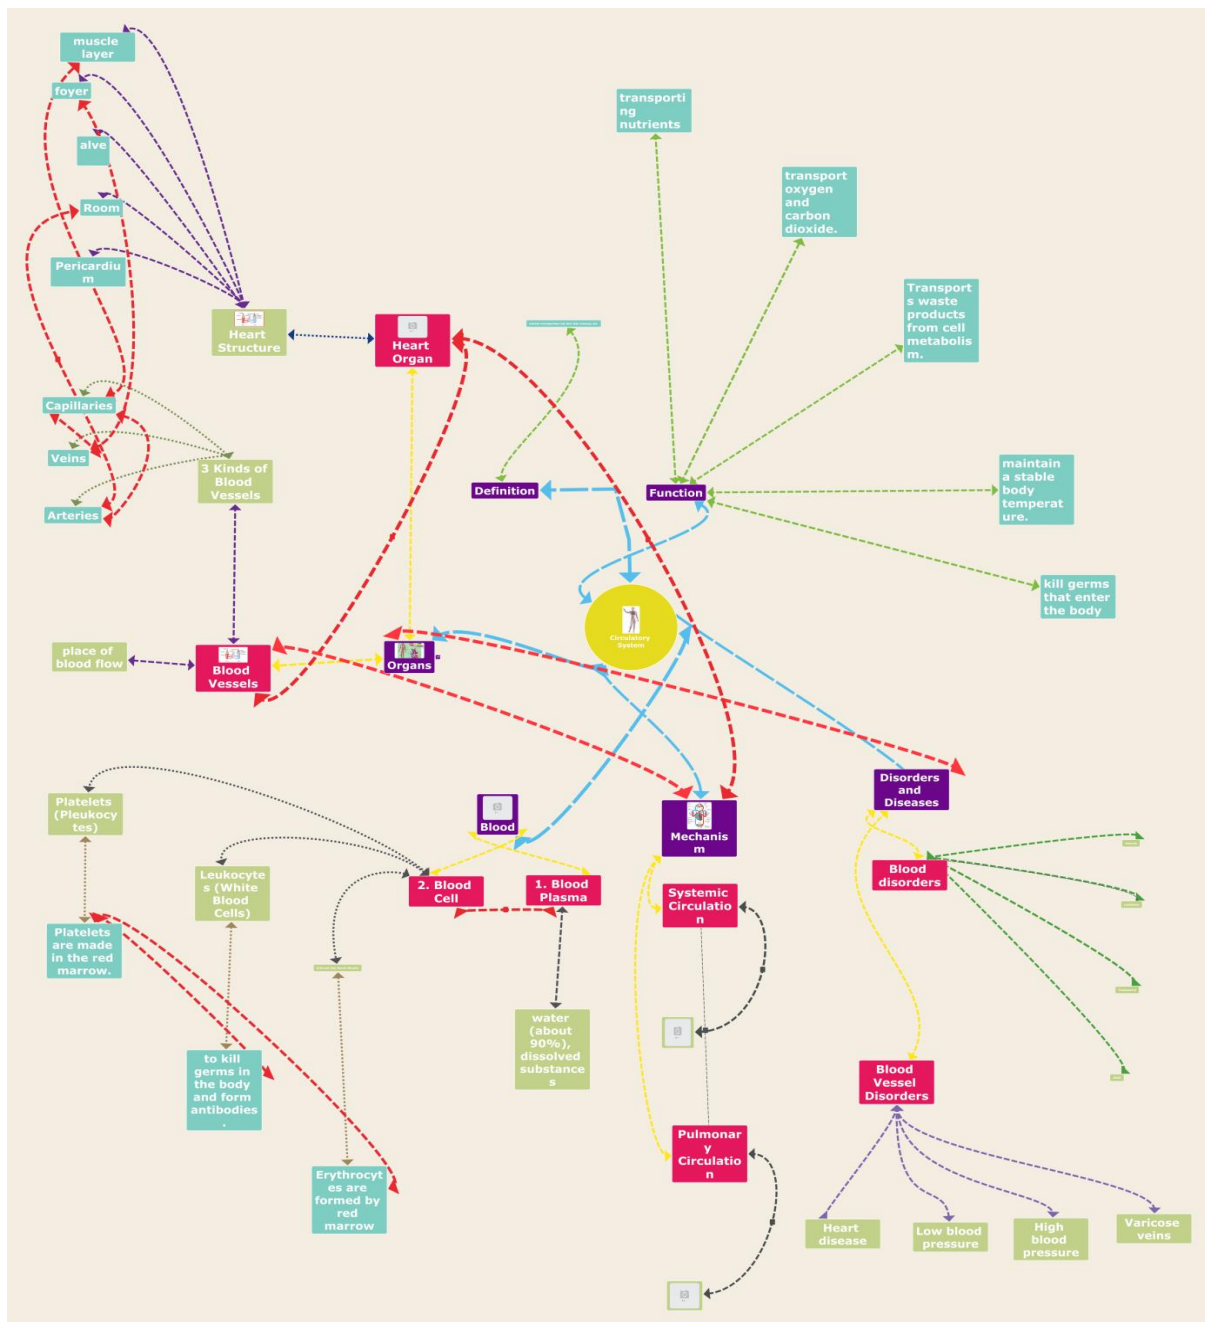 muscle
layer
foyer
alve
Room
Pericardiu
m
Heart
Structure
Heart
Organ
transporti
ng
nutrients
transport
oxygen
and
carbon
dioxide.
Transport
s waste
products
from cell
metabolis
m.
maintain
a stable
body
temperat
ure.
kill germs
that enter
the body
Definition
Function
Capillaries
Veins
Arteries
3 Kinds of
Blood
Vessels
Circulatory
System
place of
blood flow
Blood
Vessels
Organs
Platelets
(Pleukocy
tes)
Leukocyte
s (White
Blood
Cells)
Platelets
are made
in the red
marrow.
Blood
2. Blood
Cell
1. Blood
Plasma
water
(about
90%),
dissolved
substance
s
to kill
germs in
the body
and form
antibodies
.
Erythrocyt
es are
formed by
red
marrow
Mechanis
m
Systemic
Circulatio
n
Pulmonar
y
Circulatio
n
Disorders
and
Diseases
Blood
disorders
Blood
Vessel
Disorders
Heart
disease
Low blood
pressure
High
blood
pressure
Varicose
veins